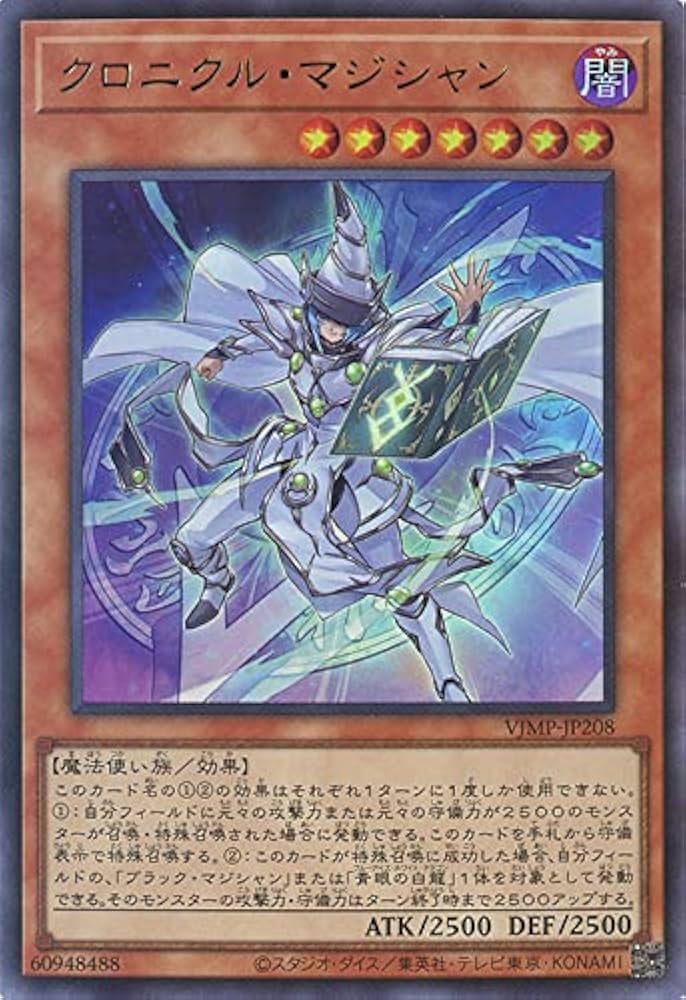 クロニクル・マジシャン
闇
VJMP-JP208
【魔法使い族／効果】
このカード名の①②の効果はそれぞれ1ターンに1度しか使用できない。
①：自分フィールドに元々の攻撃力または元々の守備力が2500のモンス
ターが召喚・特殊召喚された場合に発動できる。このカードを手札から守備
表示で特殊召喚する。②：このカードが特殊召喚に成功した場合、自分フィー
ルドの、「ブラック・マジシャン」または「青眼の白龍」1体を対象として発動
できる。そのモンスターの攻撃力・守備力はターン終了時まで2500アップする。
ATK/2500 DEF/2500
60948488
©スタジオ・ダイス／集英社・テレビ東京・KONAMI